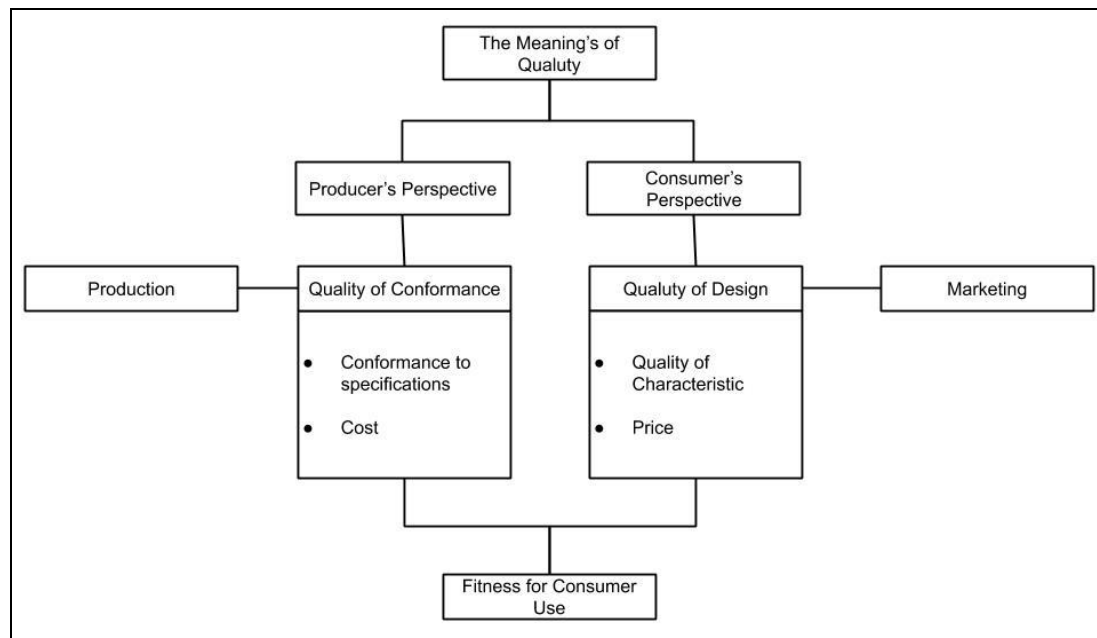 The Meaning's of
Qualuty
Producer's Perspective
Consumer's
Perspective
Production
Quality of Conformance
Qualuty of Design
Marketing
● Conformance to
specifications
● Cost
● Quality of
Characteristic
● Price
Fitness for Consumer
Use